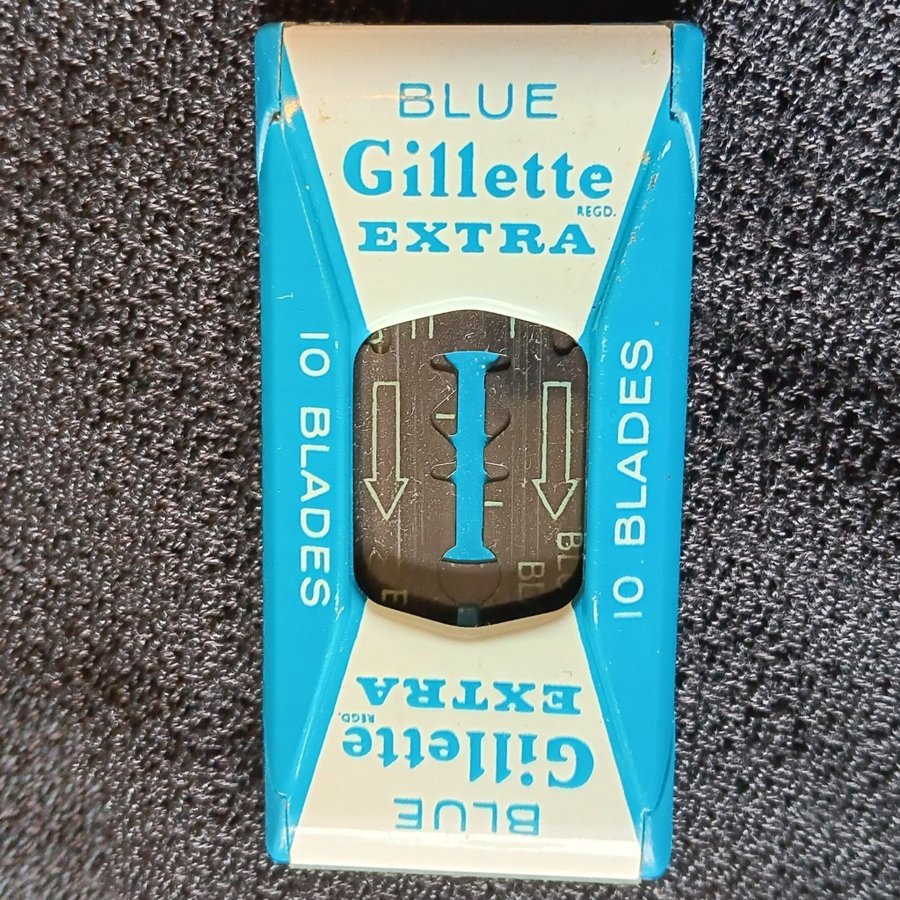 BLUE
Gillette
REGD.
EXTRA
10 BLADES
10 BLADES
EXTRA
Gillette
REGD.
BLUE